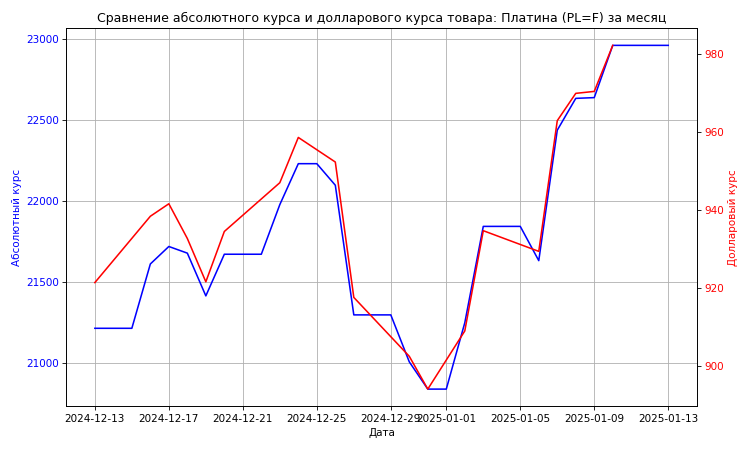 Сравнение абсолютного курса и долларового курса товара: Платина (PL=F) за месяц
Абсолютный курс
23000
22500
22000
21500
21000
980
960
940
920
900
Долларовый курс
2024-12-13 2024-12-17 2024-12-21 2024-12-25 2024-12-29 2025-01-01 2025-01-05 2025-01-09 2025-01-13
Дата